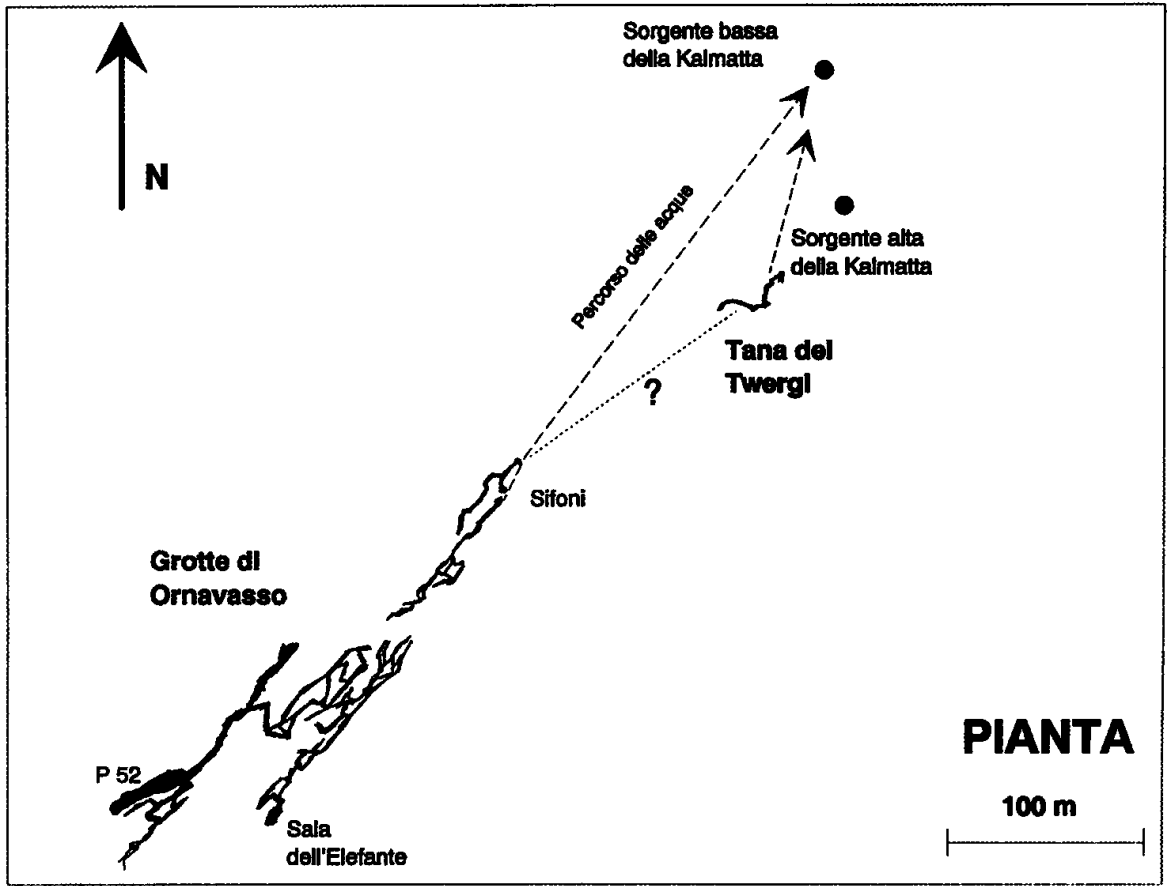 Sorgente bassa
della Kalmatta
N
Percorso delle acque
Sorgente alta
della Kalmatta
Tana dei
Twergi
?
Sifoni
Grotte di
Ornavasso
P 52
Sala
dell'Elefante
PIANTA
100 m